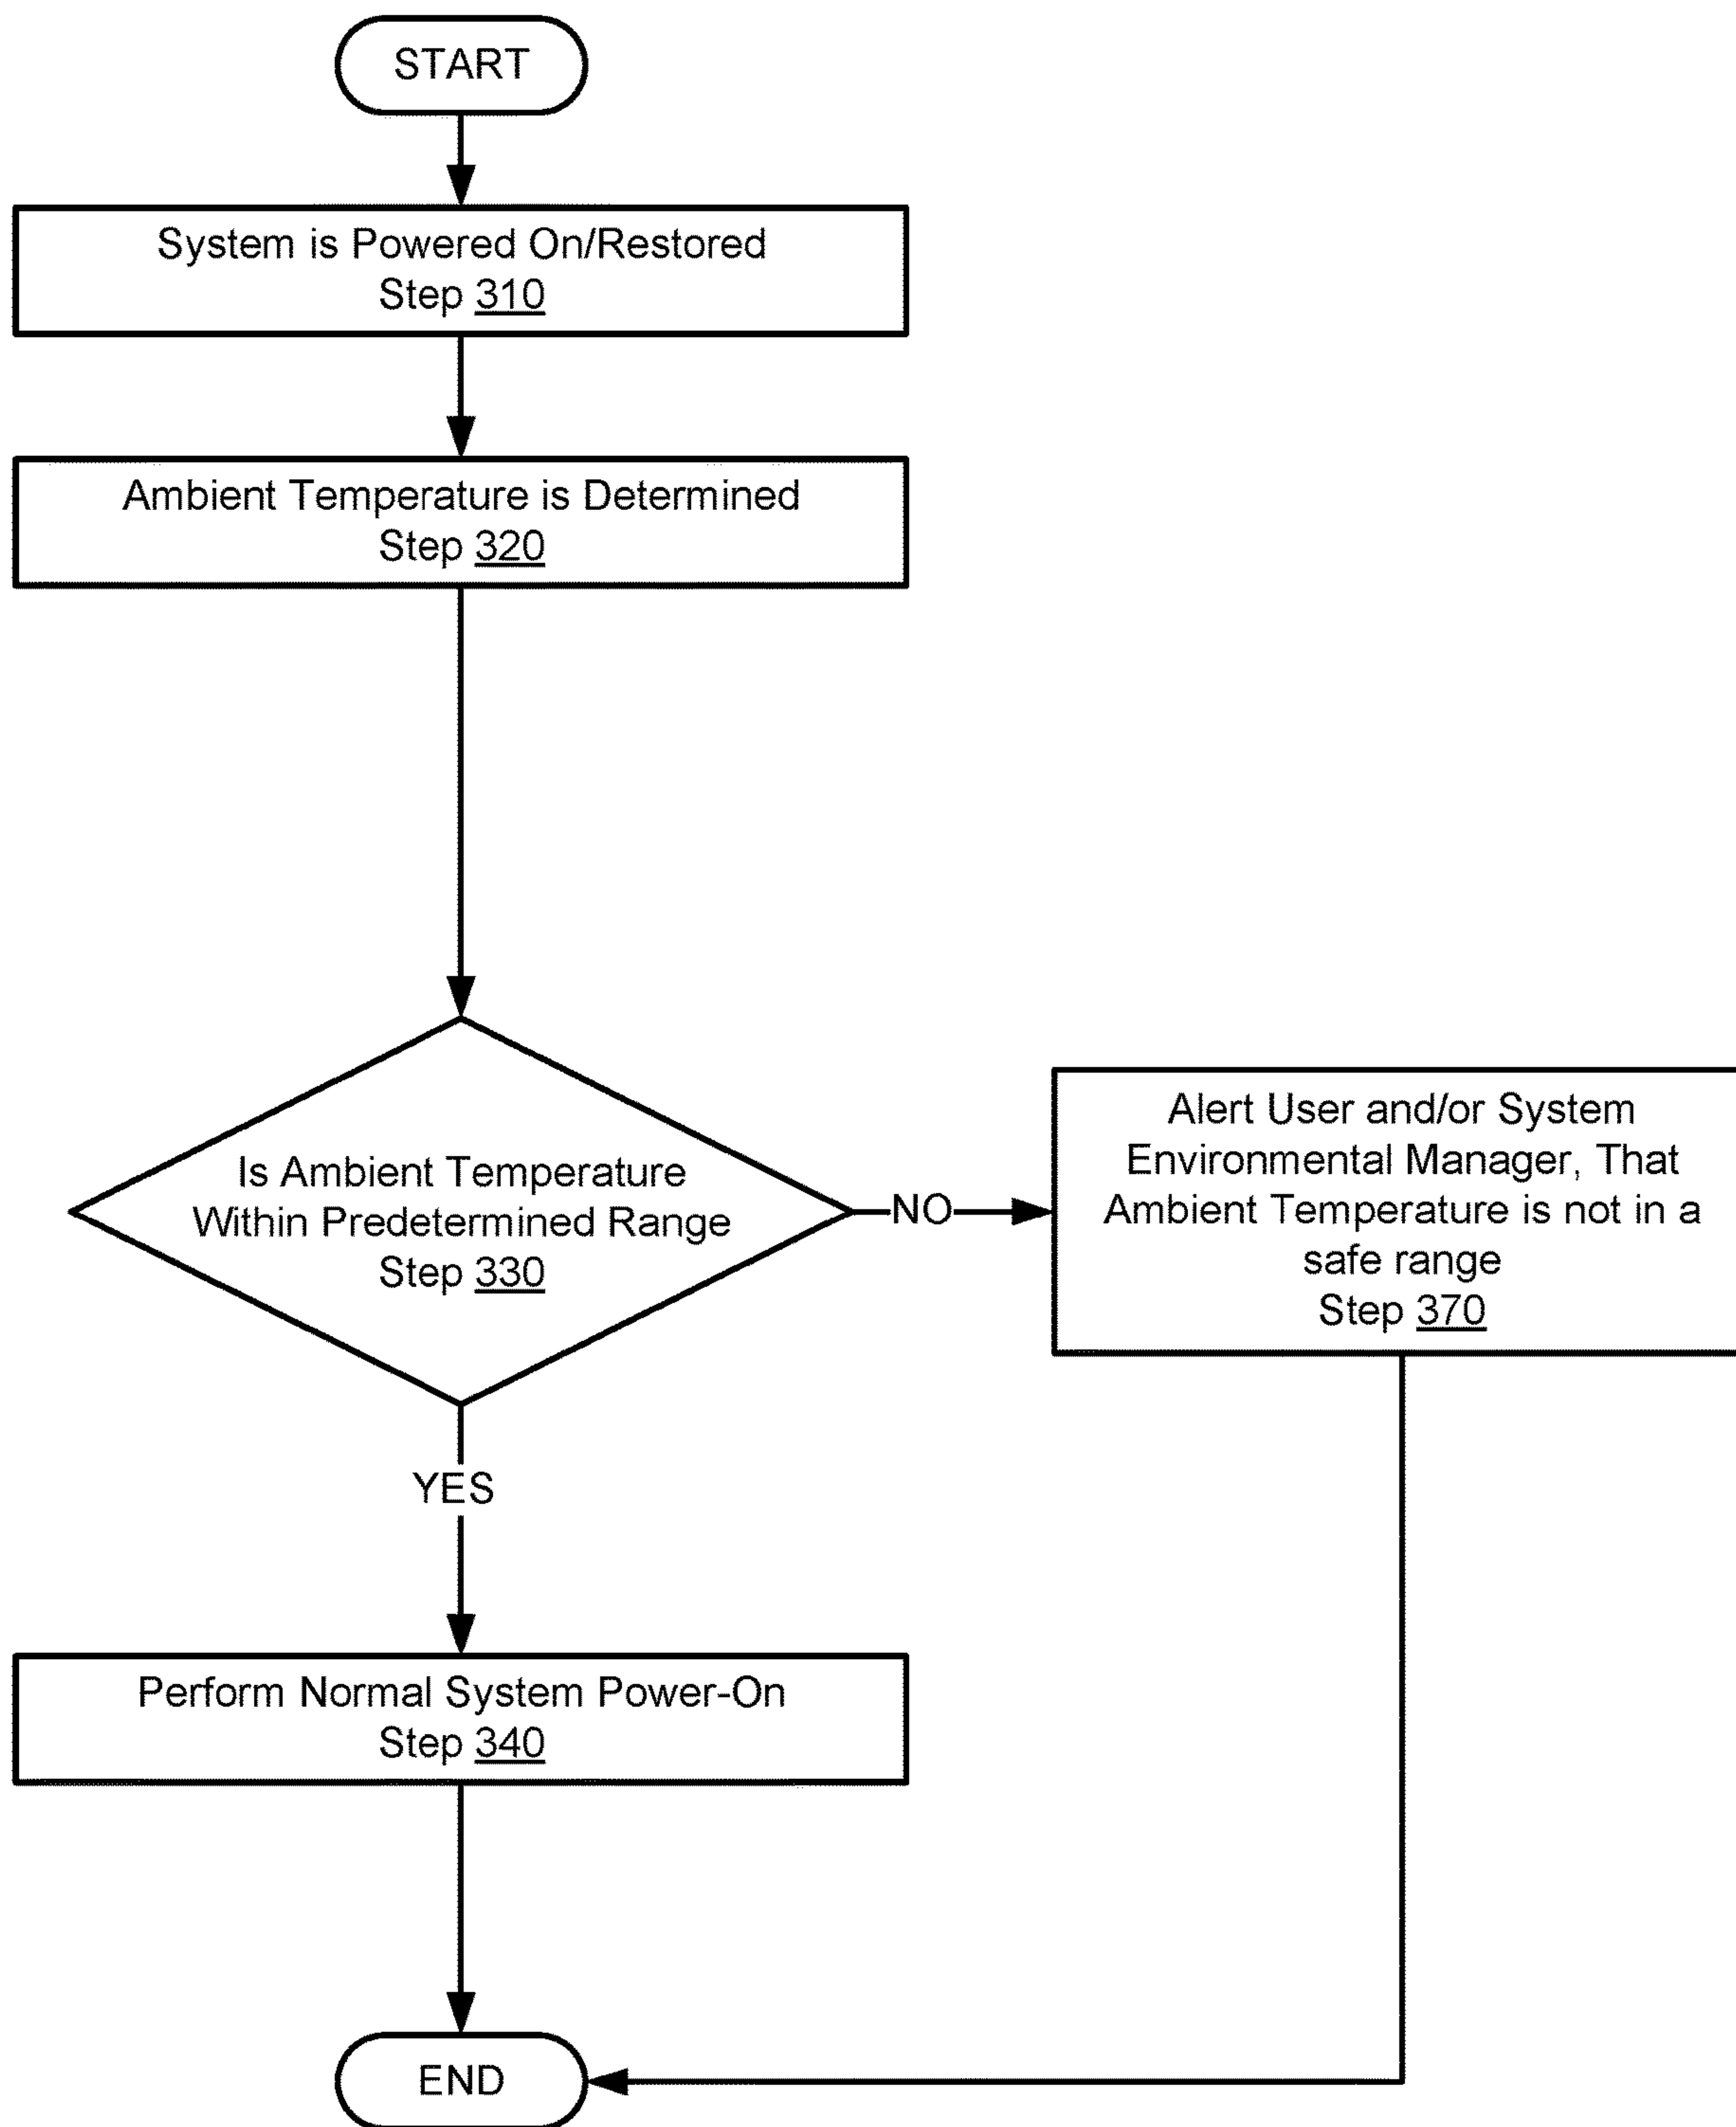 START
System is Powered On/Restored
Step 310
Ambient Temperature is Determined
Step 320
Is Ambient Temperature
Within Predetermined Range
Step 330
NO
Alert User and/or System
Environmental Manager, That
Ambient Temperature is not in a
safe range
Step 370
YES
Perform Normal System Power-On
Step 340
END